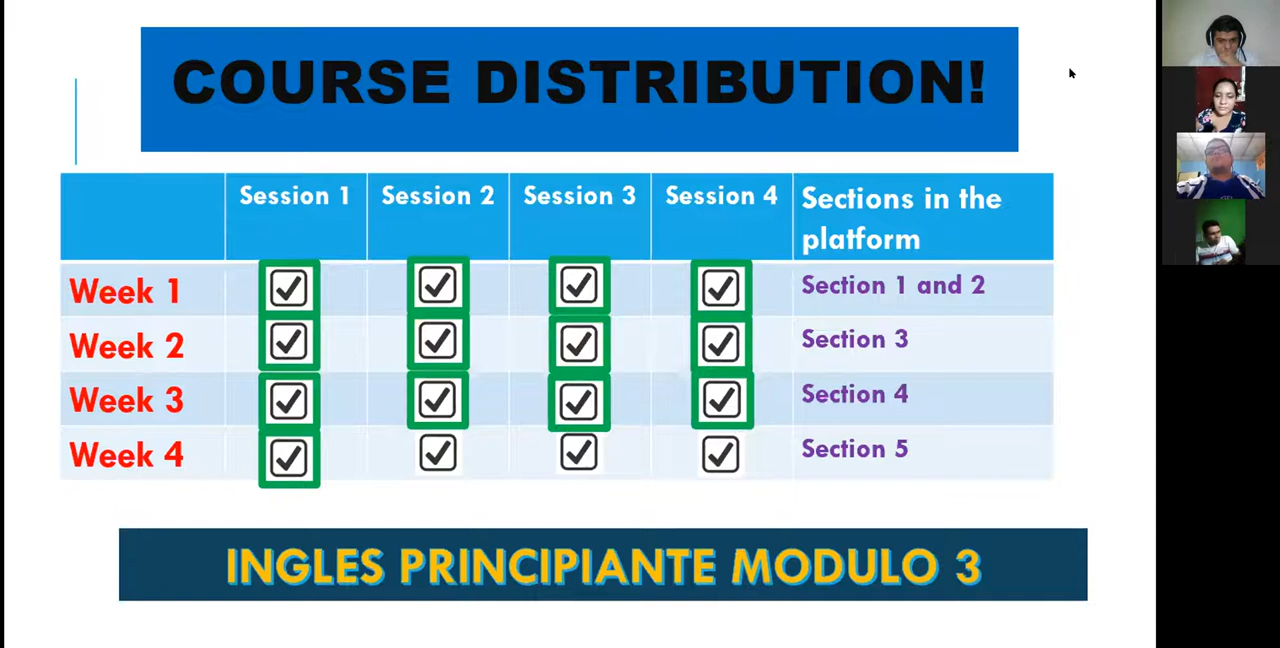 COURSE DISTRIBUTION!
Session 1 Session 2 Session 3 Session 4 Sections in the
platform
Week 1 Section 1 and 2
Week 2 Section 3
Week 3 Section 4
Week 4 Section 5
INGLES PRINCIPIANTE MODULO 3